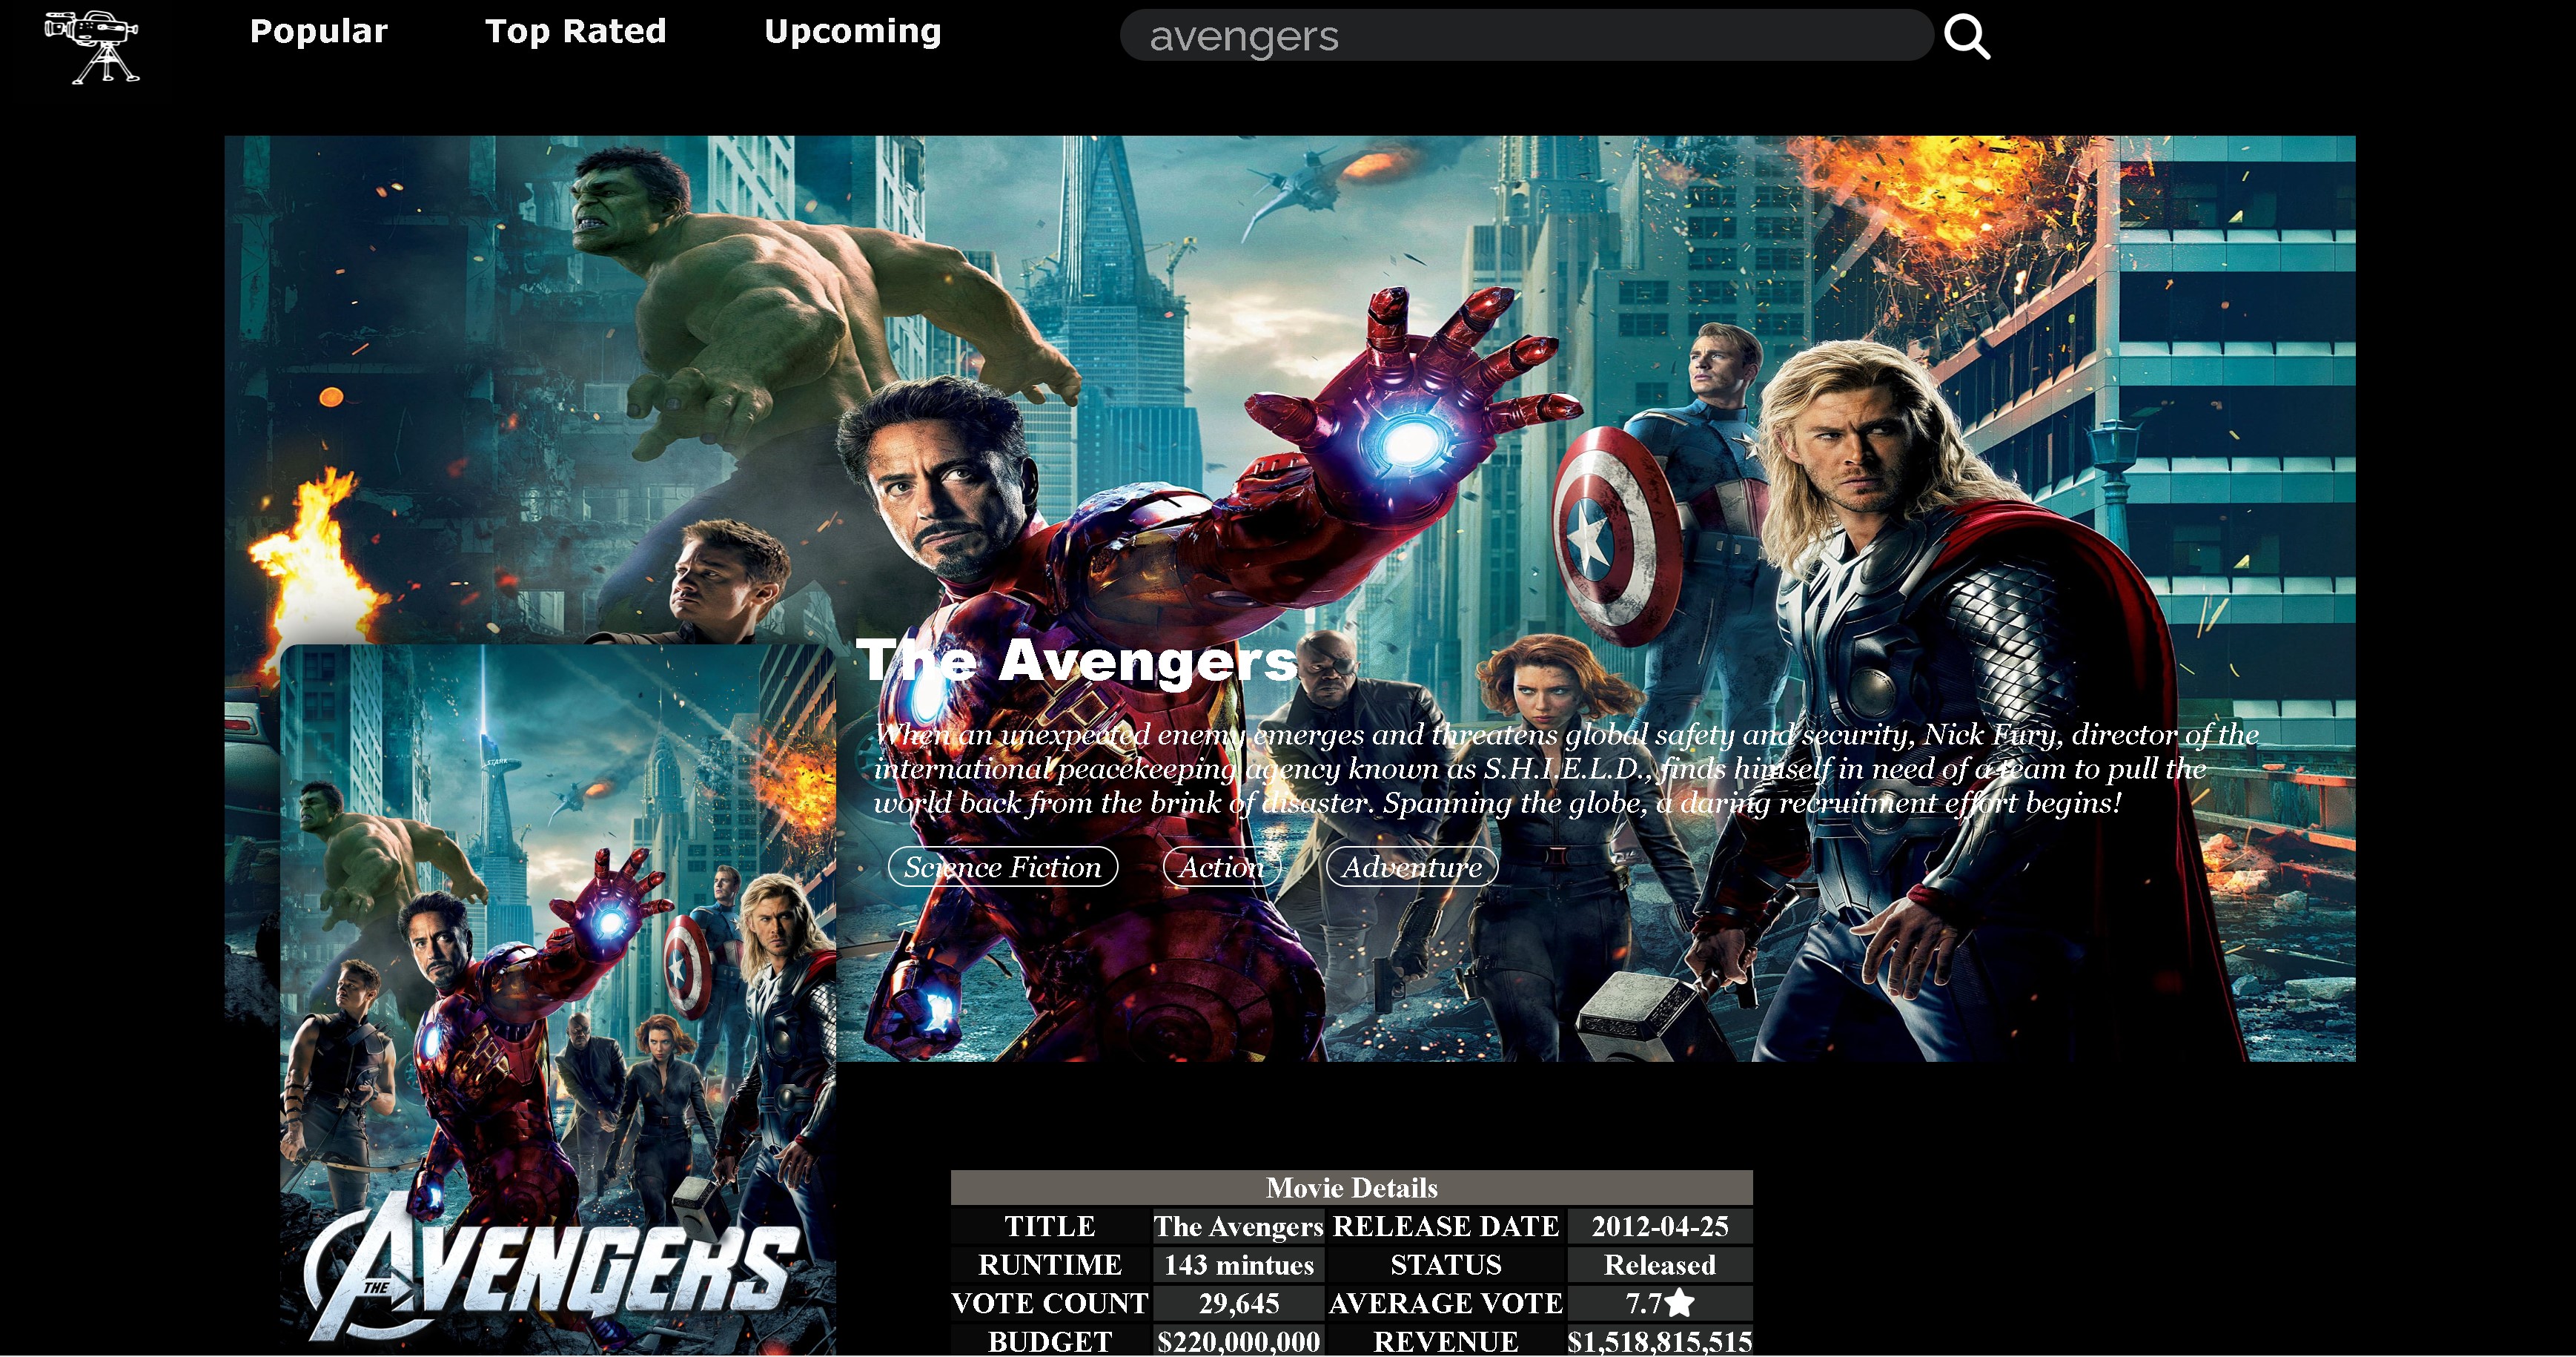 Popular Top Rated Upcoming avengers
The Avengers
When an unexpected enemy emerges and threatens global safety and security, Nick Fury, director of the
international peacekeeping agency known as S.H.I.E.L.D., finds himself in need of a team to pull the
world back from the brink of disaster. Spanning the globe, a daring recruitment effort begins!
Science Fiction Action Adventure
STARK
THE AVENGERS
Movie Details
TITLE The Avengers RELEASE DATE 2012-04-25
RUNTIME 143 mintues STATUS Released
VOTE COUNT 29,645 AVERAGE VOTE 7.7
BUDGET $220,000,000 REVENUE $1,518,815,515